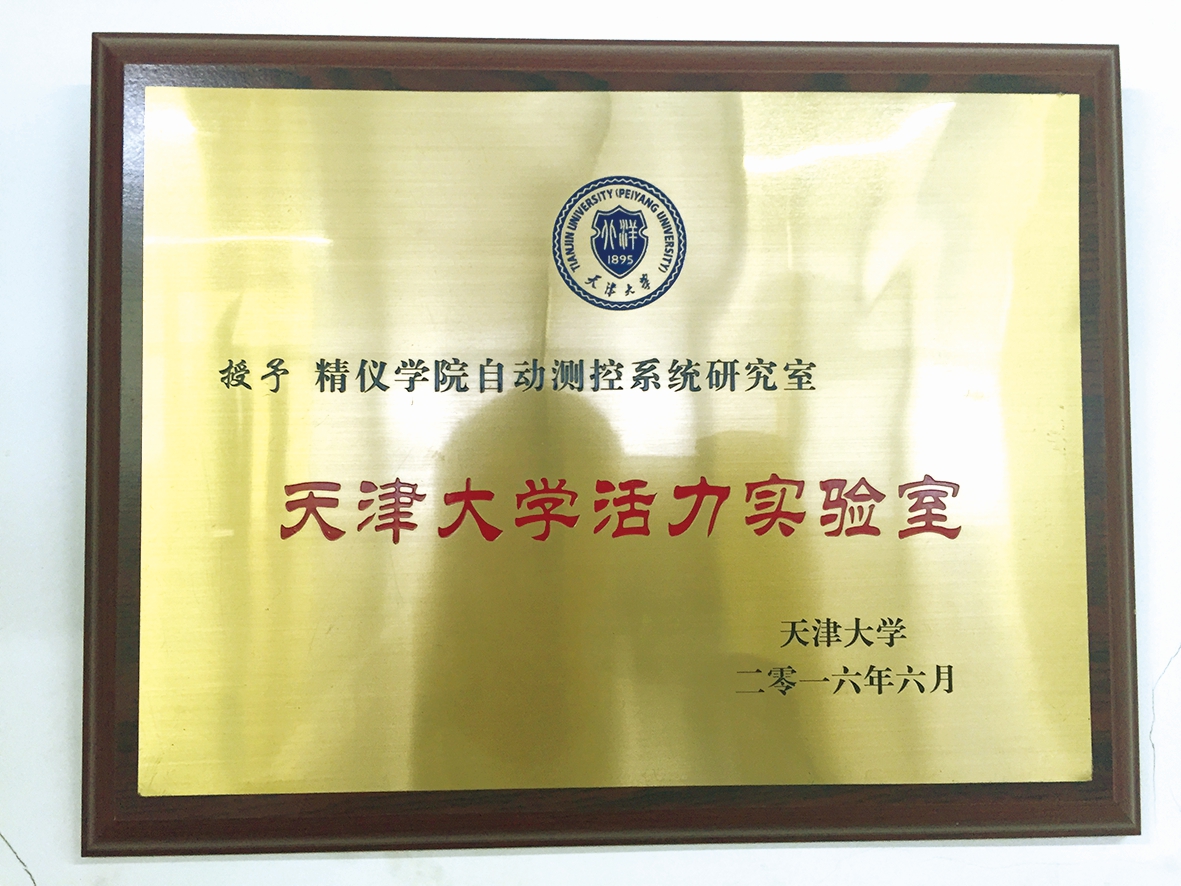 TIANJIN UNIVERSITY (PEIYANG UNIVERSITY)
北洋
1895
天津大学
授予 精仪学院自动测控系统研究室
天津大学活力实验室
天津大学
二零一六年六月